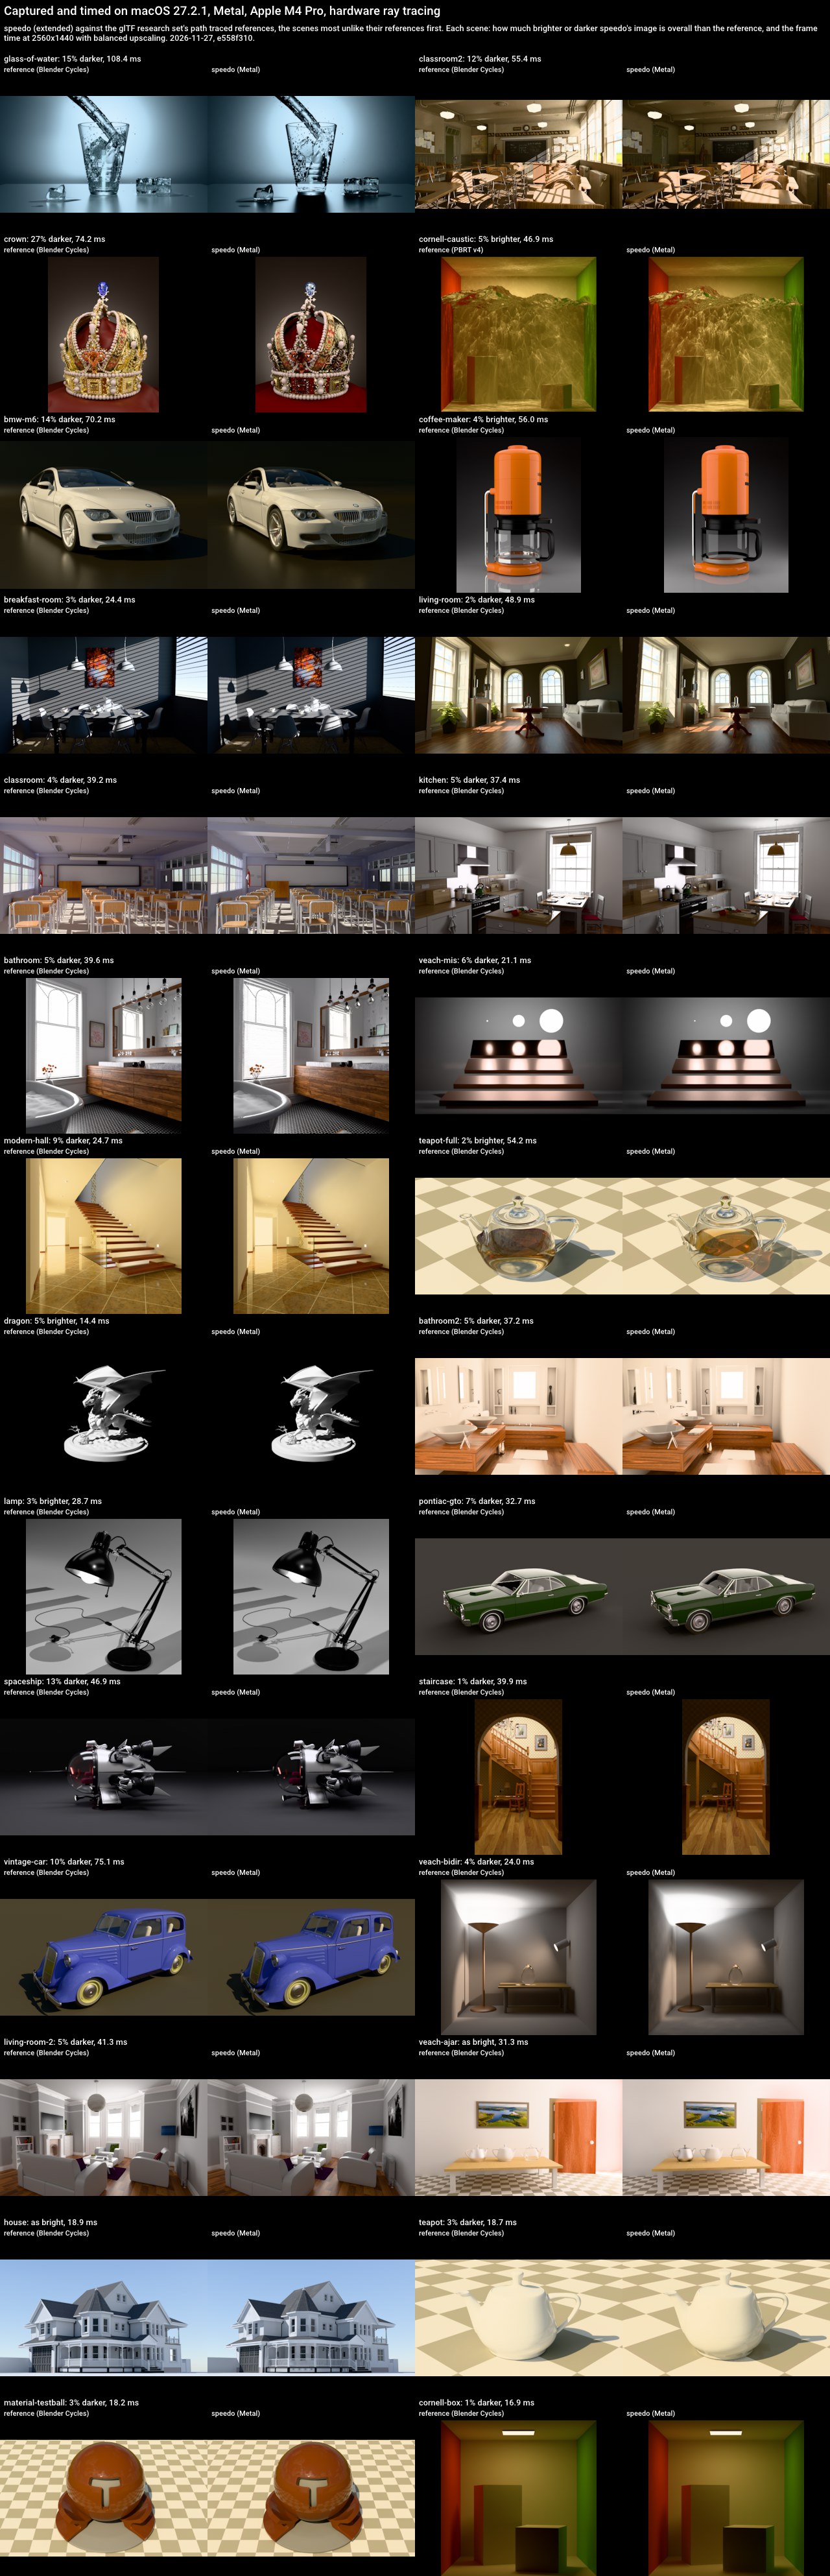 Captured and timed on macOS 27.2.1, Metal, Apple M4 Pro, hardware ray tracing
speedo (extended) against the glTF research set's path traced references, the scenes most unlike their references first. Each scene: how much brighter or darker speedo's image is overall than the reference, and the frame
time at 2560x1440 with balanced upscaling. 2026-11-27, e558f310.
glass-of-water: 15% darker, 108.4 ms
reference (Blender Cycles)
speedo (Metal)
classroom2: 12% darker, 55.4 ms
reference (Blender Cycles)
speedo (Metal)
crown: 27% darker, 74.2 ms
reference (Blender Cycles)
speedo (Metal)
cornell-caustic: 5% brighter, 46.9 ms
reference (PBRT v4)
speedo (Metal)
bmw-m6: 14% darker, 70.2 ms
reference (Blender Cycles)
speedo (Metal)
coffee-maker: 4% brighter, 56.0 ms
reference (Blender Cycles)
speedo (Metal)
breakfast-room: 3% darker, 24.4 ms
reference (Blender Cycles)
speedo (Metal)
living-room: 2% darker, 48.9 ms
reference (Blender Cycles)
speedo (Metal)
classroom: 4% darker, 39.2 ms
reference (Blender Cycles)
speedo (Metal)
kitchen: 5% darker, 37.4 ms
reference (Blender Cycles)
speedo (Metal)
bathroom: 5% darker, 39.6 ms
reference (Blender Cycles)
speedo (Metal)
veach-mis: 6% darker, 21.1 ms
reference (Blender Cycles)
speedo (Metal)
modern-hall: 9% darker, 24.7 ms
reference (Blender Cycles)
speedo (Metal)
teapot-full: 2% brighter, 54.2 ms
reference (Blender Cycles)
speedo (Metal)
dragon: 5% brighter, 14.4 ms
reference (Blender Cycles)
speedo (Metal)
bathroom2: 5% darker, 37.2 ms
reference (Blender Cycles)
speedo (Metal)
lamp: 3% brighter, 28.7 ms
reference (Blender Cycles)
speedo (Metal)
pontiac-gto: 7% darker, 32.7 ms
reference (Blender Cycles)
speedo (Metal)
spaceship: 13% darker, 46.9 ms
reference (Blender Cycles)
speedo (Metal)
staircase: 1% darker, 39.9 ms
reference (Blender Cycles)
speedo (Metal)
vintage-car: 10% darker, 75.1 ms
reference (Blender Cycles)
speedo (Metal)
veach-bidir: 4% darker, 24.0 ms
reference (Blender Cycles)
speedo (Metal)
living-room-2: 5% darker, 41.3 ms
reference (Blender Cycles)
speedo (Metal)
veach-ajar: as bright, 31.3 ms
reference (Blender Cycles)
speedo (Metal)
house: as bright, 18.9 ms
reference (Blender Cycles)
speedo (Metal)
teapot: 3% darker, 18.7 ms
reference (Blender Cycles)
speedo (Metal)
material-testball: 3% darker, 18.2 ms
reference (Blender Cycles)
speedo (Metal)
cornell-box: 1% darker, 16.9 ms
reference (Blender Cycles)
speedo (Metal)